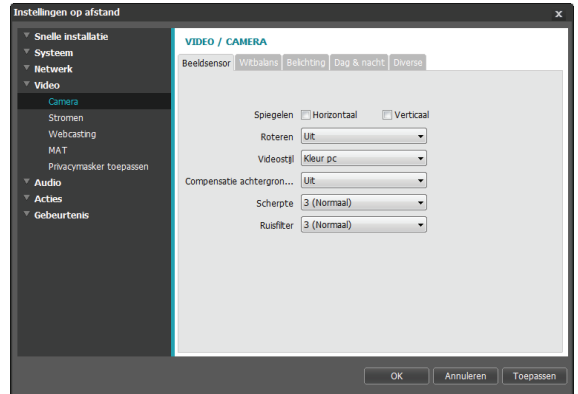 Instellingen op afstand
x
Snelle installatie
Systeem
Netwerk
Video
Camera
Stromen
Webcasting
MAT
Privacymasker toepassen
Audio
Acties
Gebeurtenis
VIDEO / CAMERA
Beeldsensor Witbalans Belichting Dag & nacht Diverse
Spiegelen Horizontaal Verticaal
Roteren Uit
Videostijl Kleur pc
Compensatie achtergron... Uit
Scherpte 3 (Normaal)
Ruisfilter 3 (Normaal)
OK Annuleren Toepassen